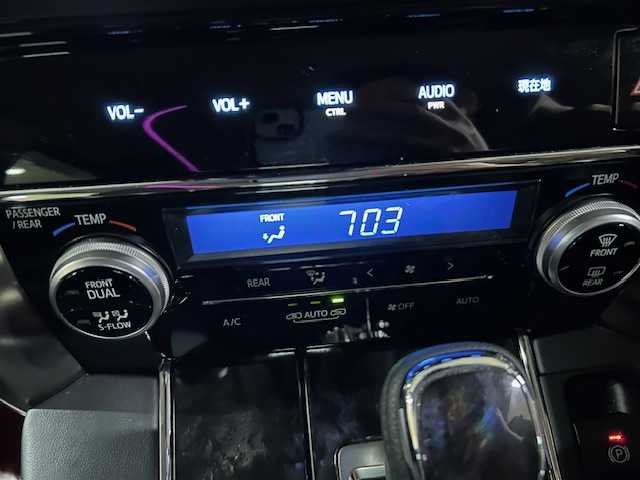 VOL-
VOL+
MENU
CTRL
AUDIO
PWR
現在地
PASSENGER
/REAR
TEMP
FRONT
703
TEMP
FRONT
DUAL
S-FLOW
REAR
FRONT
REAR
A/C
AUTO
OFF
AUTO
P